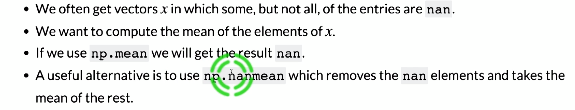 • We often get vectors x in which some, but not all, of the entries are nan.
• We want to compute the mean of the elements of x.
• If we use np.mean we will get the result nan.
• A useful alternative is to use np.nanmean which removes the nan elements and takes the
mean of the rest.